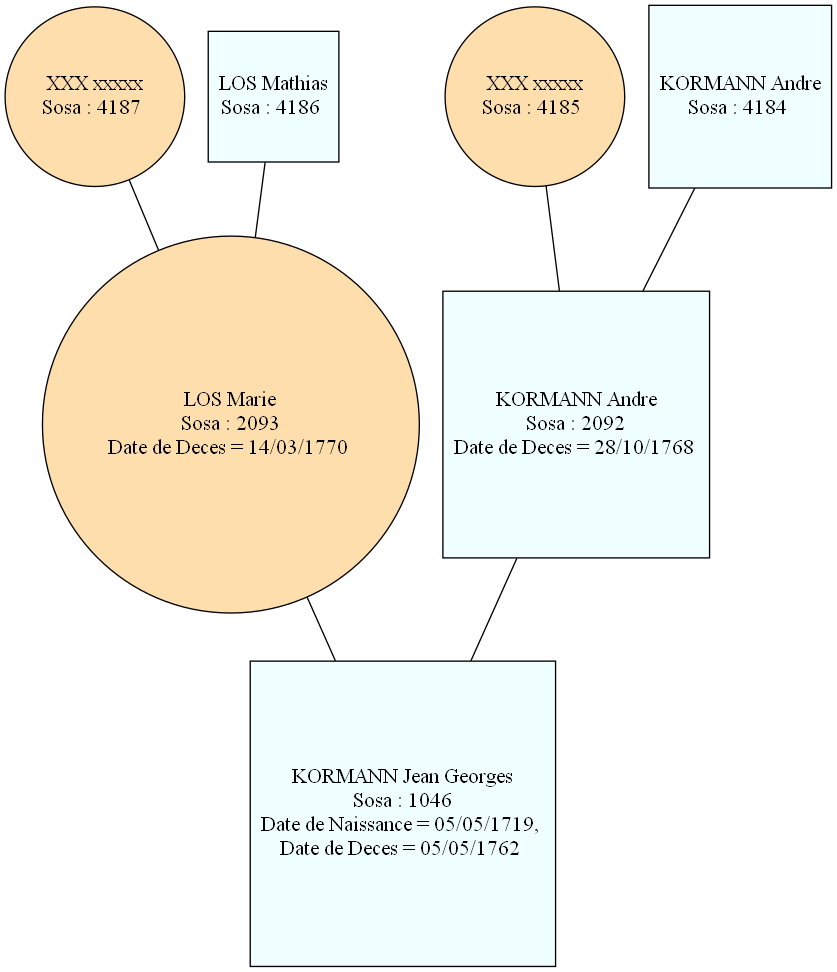 XXX xxxxx
Sosa : 4187
LOS Mathias
Sosa : 4186
XXX xxxxx
Sosa : 4185
KORMANN Andre
Sosa : 4184
LOS Marie
Sosa : 2093
Date de Deces = 14/03/1770
KORMANN Andre
Sosa : 2092
Date de Deces = 28/10/1768
KORMANN Jean Georges
Sosa : 1046
Date de Naissance = 05/05/1719,
Date de Deces = 05/05/1762